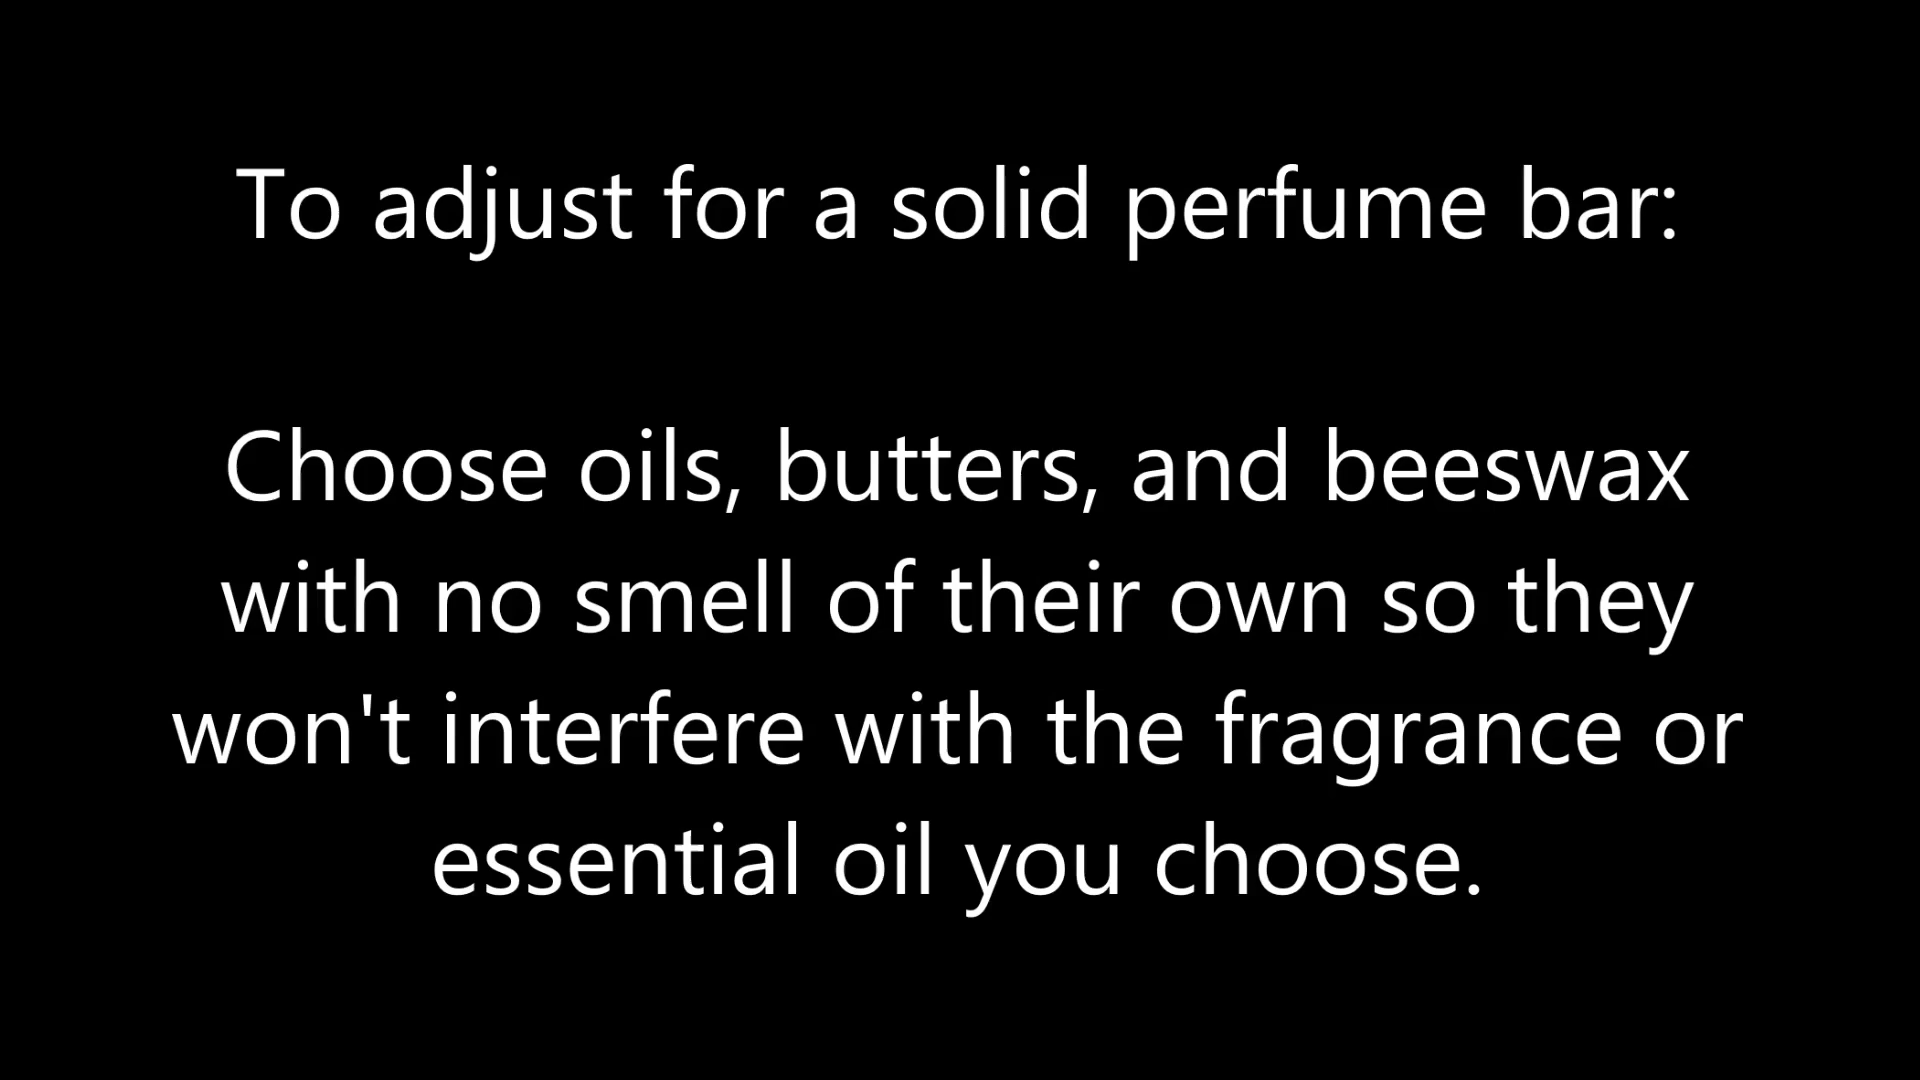 To adjust for a solid perfume bar:
Choose oils, butters, and beeswax
with no smell of their own so they
won't interfere with the fragrance or
essential oil you choose.